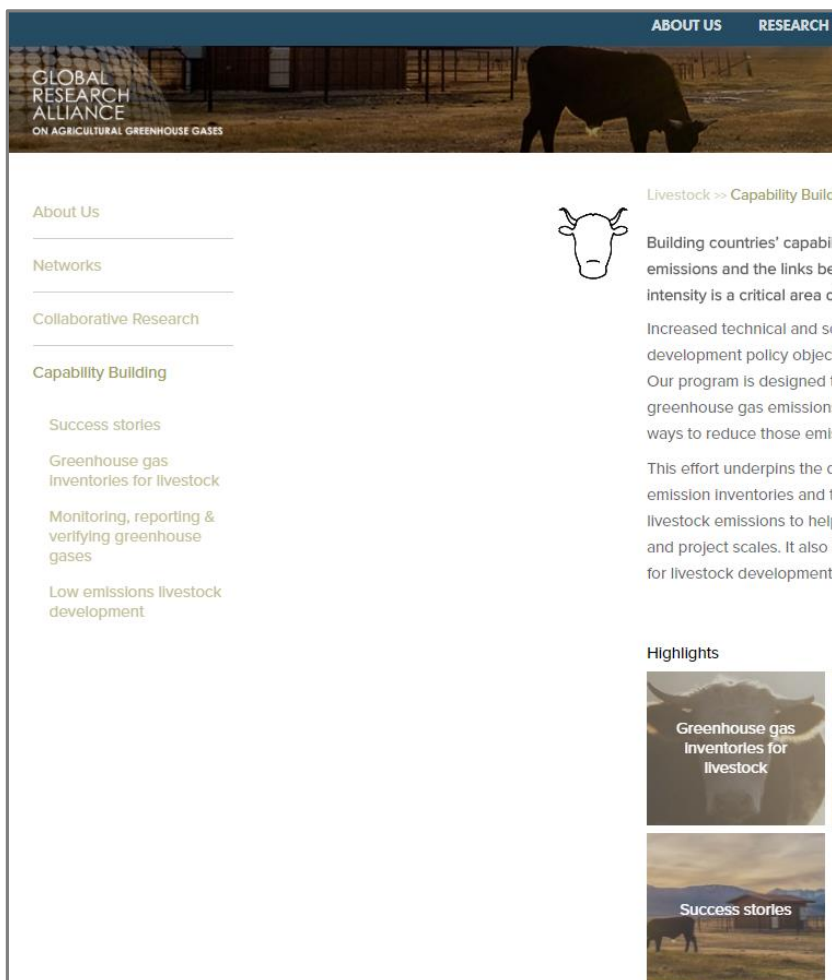 ABOUT US RESEARCH
GLOBAL
RESEARCH
ALLIANCE
ON AGRICULTURAL GREENHOUSE GASES
About Us
Networks
Collaborative Research
Capability Building
Success stories
Greenhouse gas
inventories for livestock
Monitoring, reporting &
verifying greenhouse
gases
Low emissions livestock
development
Livestock >> Capability Build
Building countries' capabil
emissions and the links be
intensity is a critical area
Increased technical and
development policy objec
Our program is designed
greenhouse gas emissions
ways to reduce those emi
This effort underpins the
emission inventories and
livestock emissions to help
and project scales. It also
for livestock development
Highlights
Greenhouse gas
inventories for
livestock
Success stories